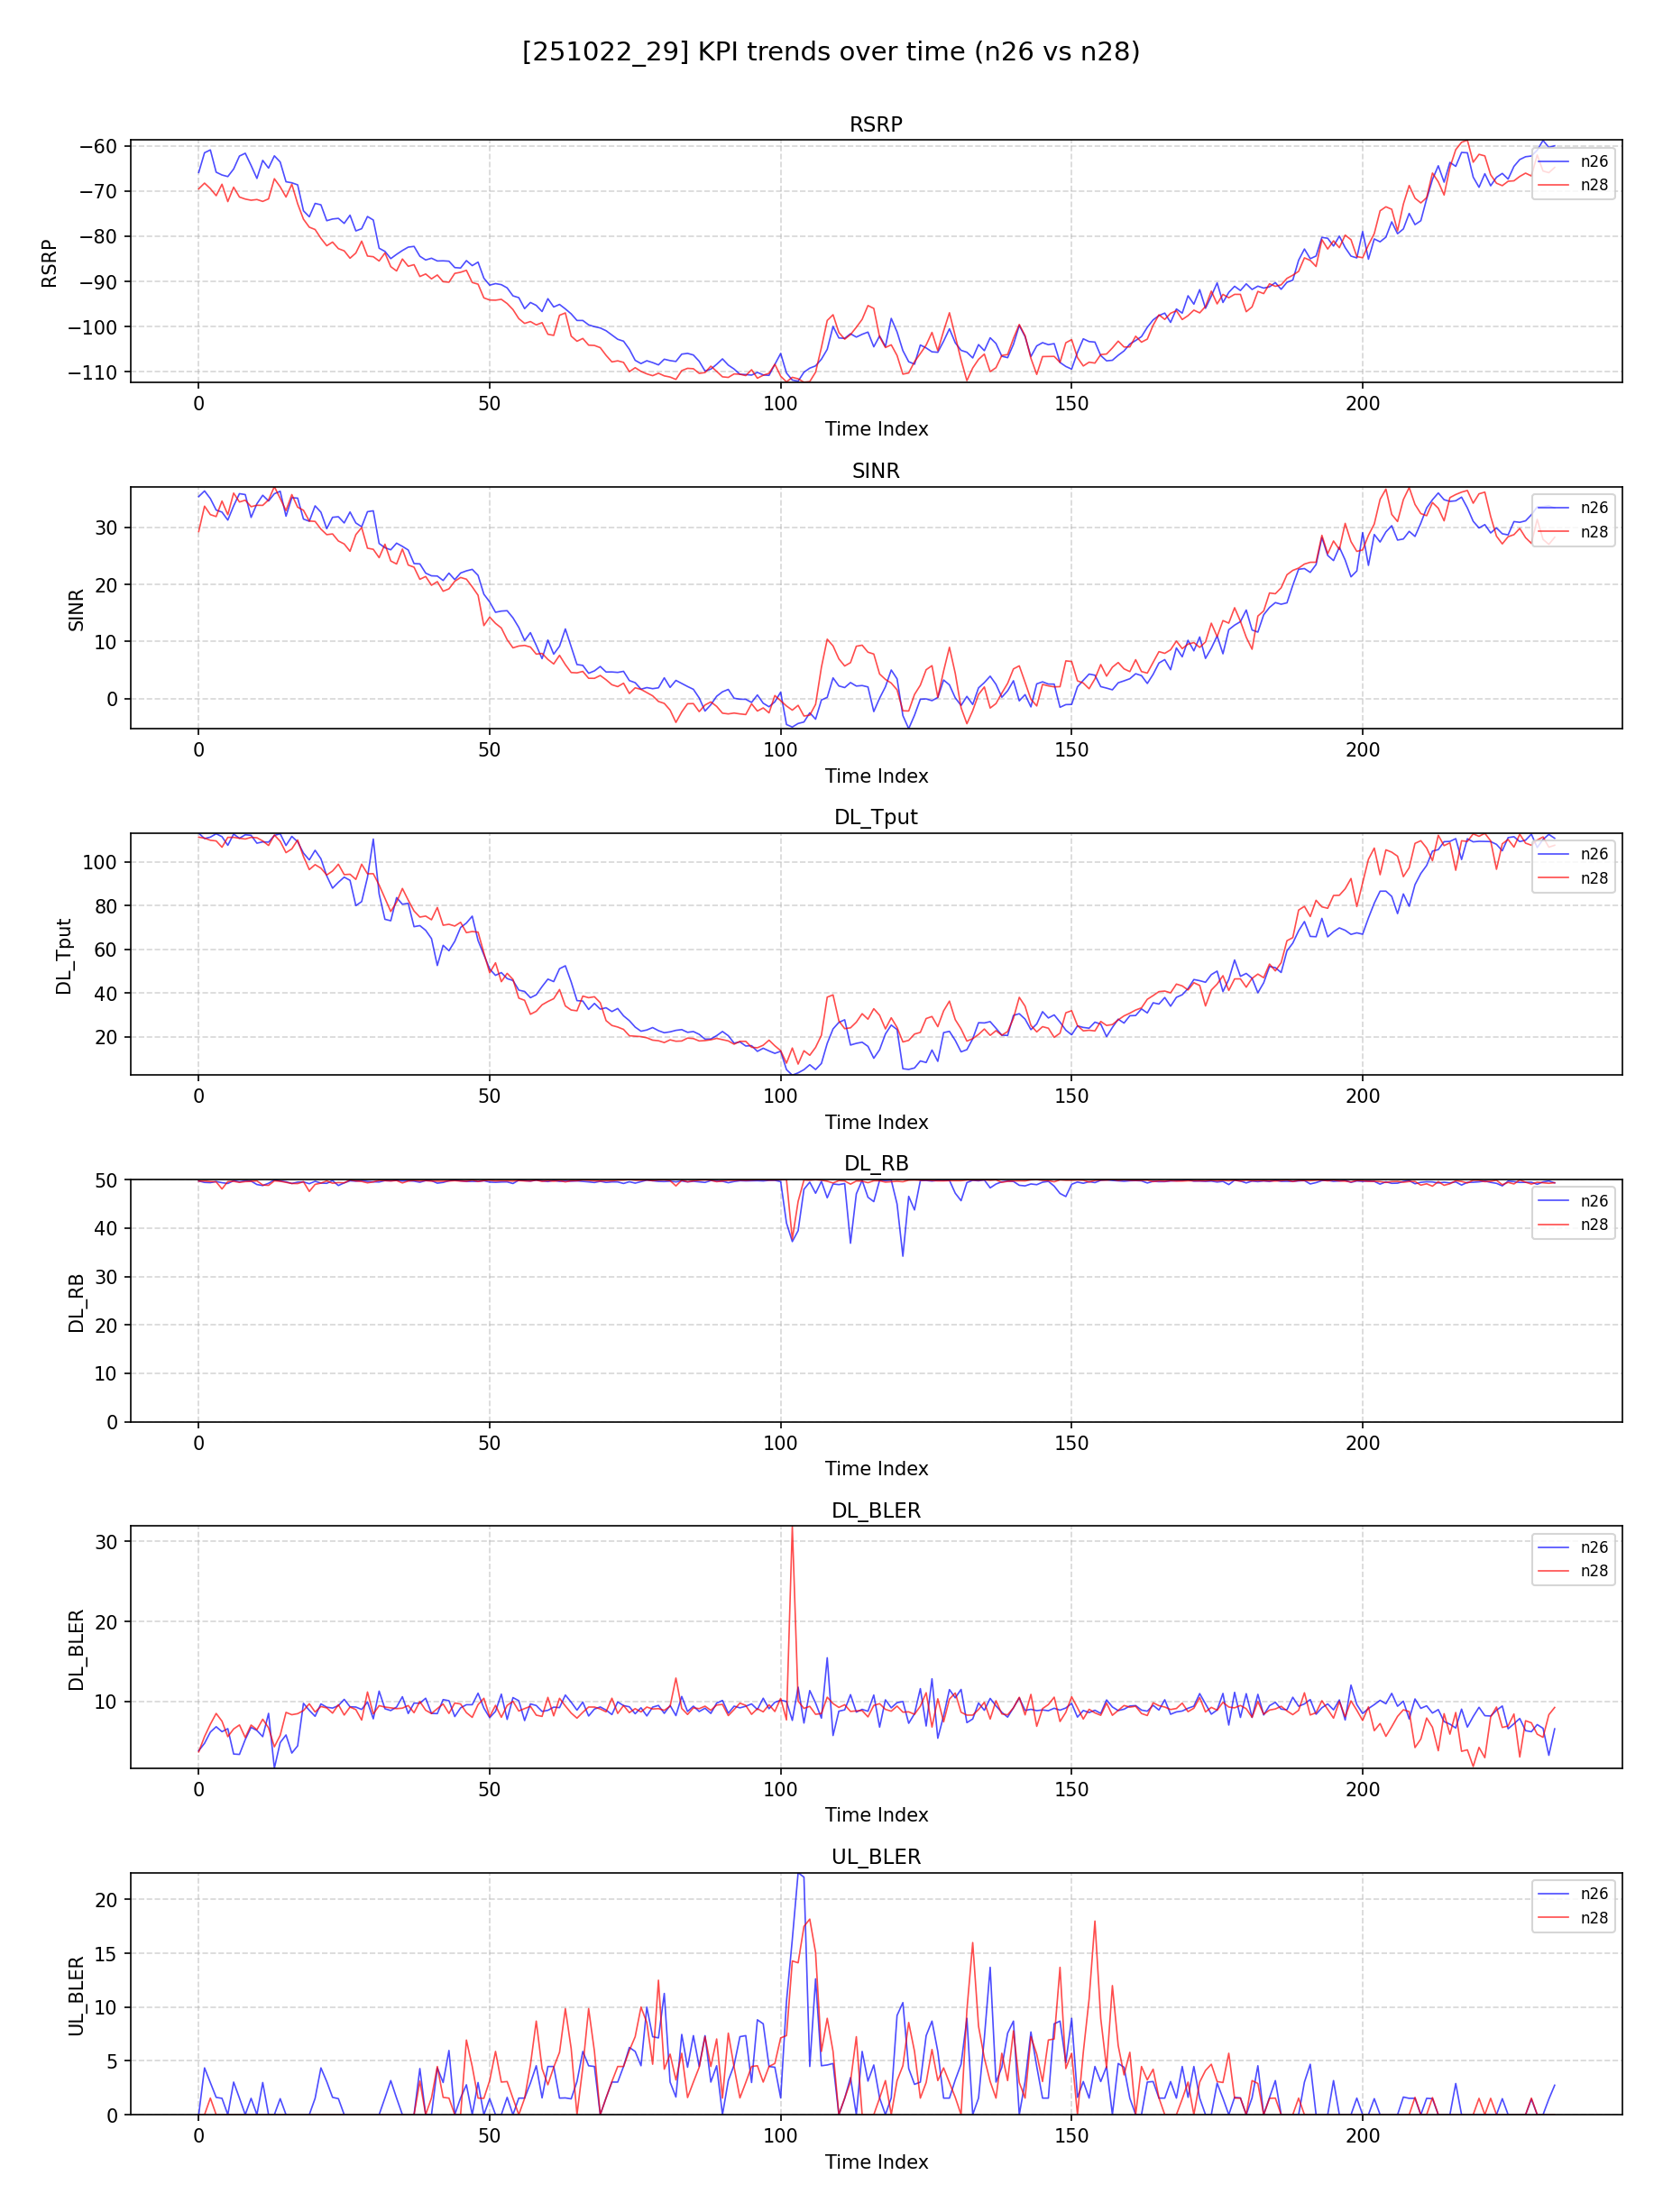 [251022_29] KPI trends over time (n26 vs n28)
RSRP
−60
−70
−80
−90
−100
−110
RSRP
n26
n28
0 50 100 150 200
Time Index
SINR
30
20
10
0
SINR
n26
n28
0 50 100 150 200
Time Index
DL_Tput
100
80
60
40
20
DL_Tput
n26
n28
0 50 100 150 200
Time Index
DL_RB
50
40
30
20
10
0
DL_RB
n26
n28
0 50 100 150 200
Time Index
DL_BLER
30
20
10
DL_BLER
n26
n28
0 50 100 150 200
Time Index
UL_BLER
20
15
10
5
0
UL_BLER
n26
n28
0 50 100 150 200
Time Index